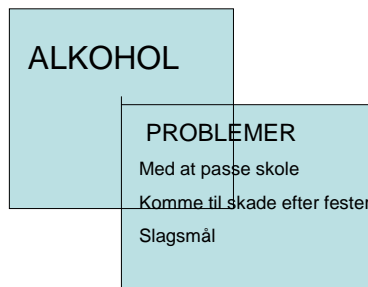 ALKOHOL
PROBLEMER
Med at passe skole
Komme til skade efter fester
Slagsmål